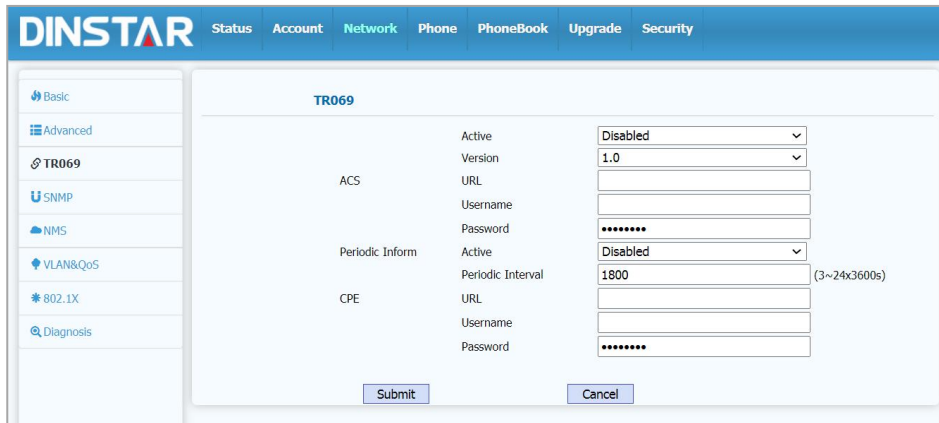 DINSTAR
Status Account Network Phone PhoneBook Upgrade Security
Basic
Advanced
TR069
SNMP
NMS
VLAN&QoS
802.1X
Diagnosis
TR069
Active Disabled
Version 1.0
ACS URL
Username
Password ••••••••
Periodic Inform Active Disabled
Periodic Interval 1800 (3~24x3600s)
CPE URL
Username
Password ••••••••
Submit Cancel